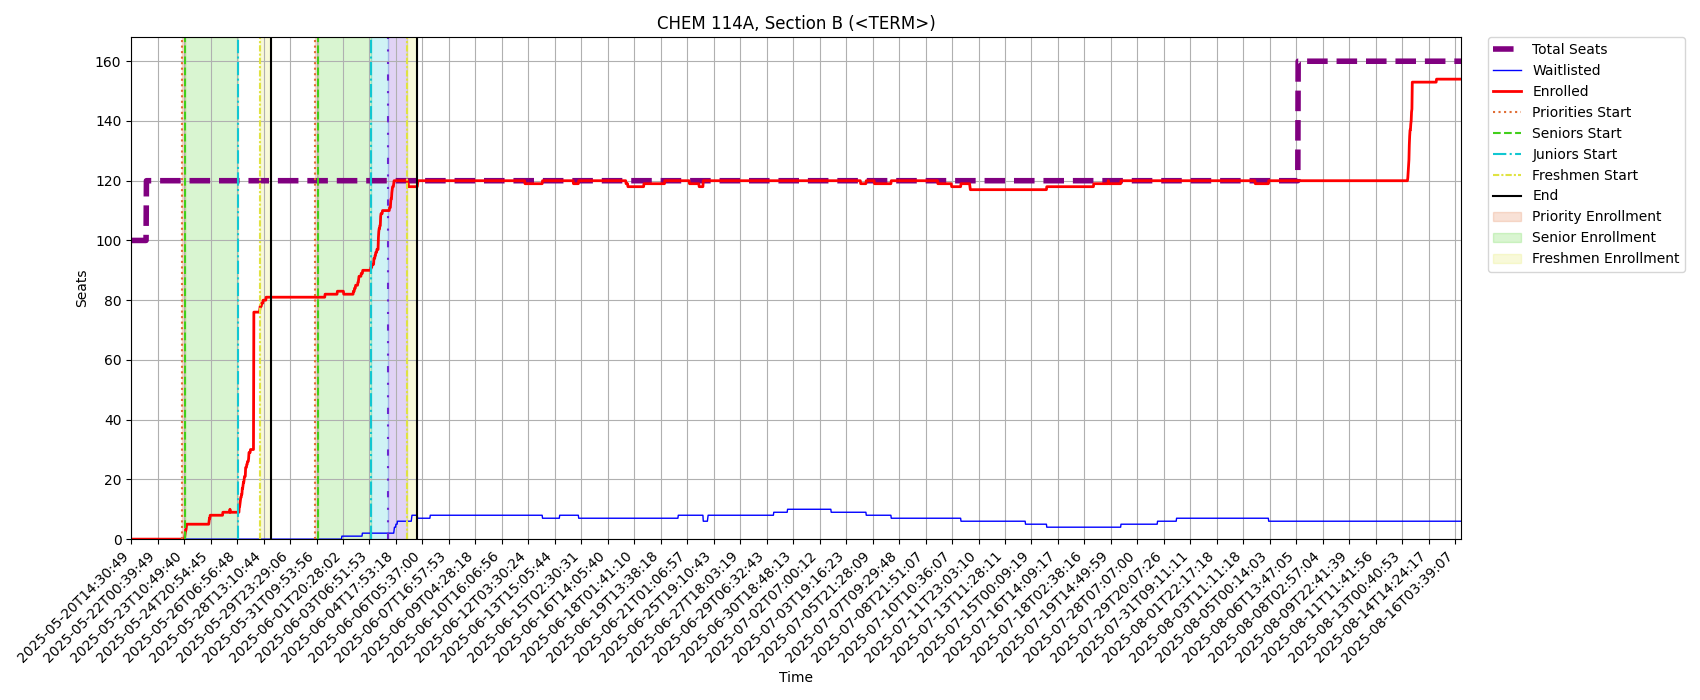 CHEM 114A, Section B (<TERM>)
Seats
160
140
120
100
80
60
40
20
0
2025-05-20T14:30:49
2025-05-22T00:39:49
2025-05-23T10:49:40
2025-05-24T20:54:45
2025-05-26T06:56:48
2025-05-28T13:10:44
2025-05-29T23:29:06
2025-05-31T09:53:56
2025-06-01T20:28:02
2025-06-03T06:51:53
2025-06-04T17:53:18
2025-06-06T05:37:00
2025-06-07T16:57:53
2025-06-09T04:28:18
2025-06-10T16:06:56
2025-06-12T03:30:24
2025-06-13T15:05:44
2025-06-15T02:30:31
2025-06-16T14:05:40
2025-06-18T01:41:10
2025-06-19T13:38:18
2025-06-21T01:06:57
2025-06-25T19:10:43
2025-06-27T18:03:19
2025-06-29T06:32:43
2025-06-30T18:48:13
2025-07-02T07:00:12
2025-07-03T19:16:23
2025-07-05T21:28:09
2025-07-07T09:29:48
2025-07-08T21:51:07
2025-07-10T10:36:07
2025-07-11T23:03:10
2025-07-13T11:28:11
2025-07-15T00:09:19
2025-07-16T14:09:17
2025-07-18T02:38:16
2025-07-19T14:49:59
2025-07-28T07:07:00
2025-07-29T20:07:26
2025-07-31T09:11:11
2025-08-01T22:17:18
2025-08-03T11:11:18
2025-08-05T00:14:03
2025-08-06T13:47:05
2025-08-08T02:57:04
2025-08-09T22:41:39
2025-08-11T11:41:56
2025-08-13T00:40:53
2025-08-14T14:24:17
2025-08-16T03:39:07
Time
Total Seats
Waitlisted
Enrolled
Priorities Start
Seniors Start
Juniors Start
Freshmen Start
End
Priority Enrollment
Senior Enrollment
Freshmen Enrollment